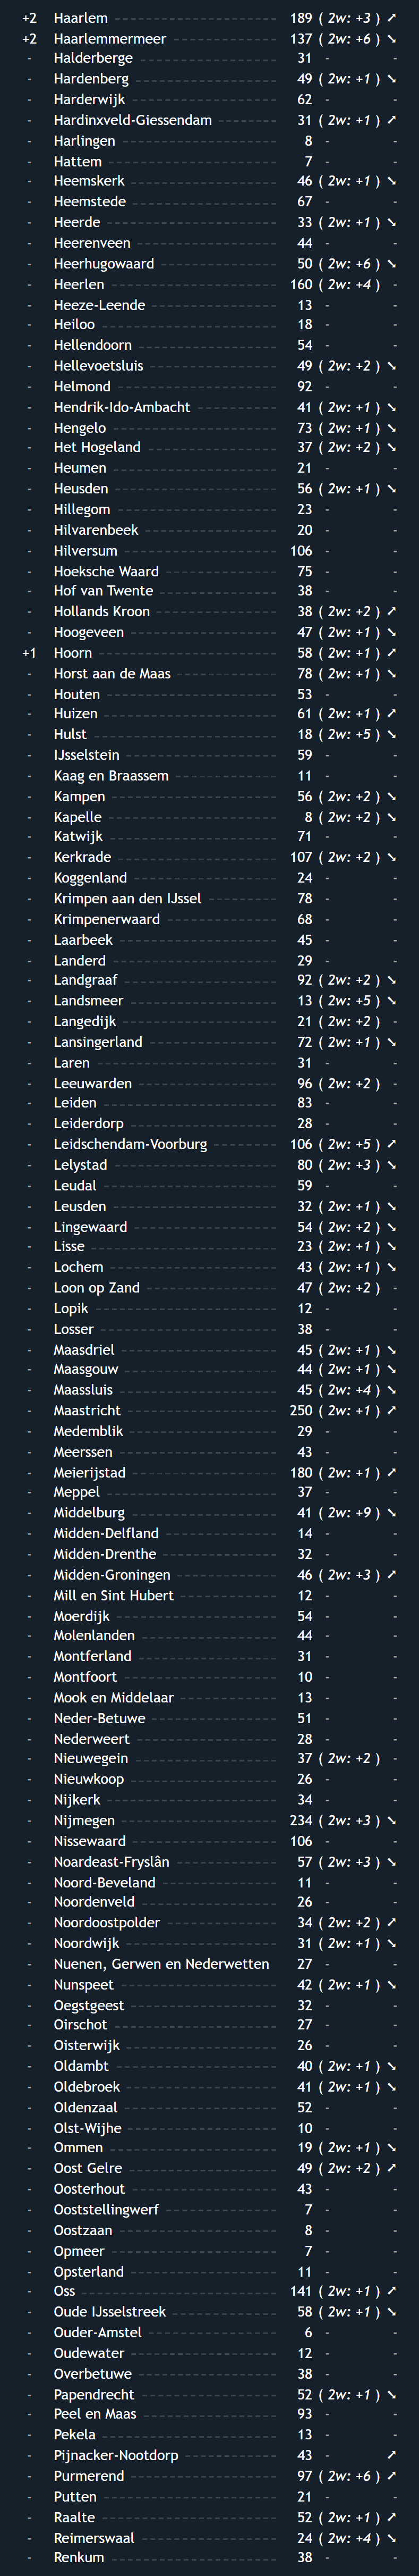 +2 Haarlem 189 ( 2w: +3 ) ➚
+2 Haarlemmermeer 137 ( 2w: +6 ) ➘
- Halderberge 31 - -
- Hardenberg 49 ( 2w: +1 ) ➘
- Harderwijk 62 - -
- Hardinxveld-Giessendam 31 ( 2w: +1 ) ➚
- Harlingen 8 - -
- Hattem 7 - -
- Heemskerk 46 ( 2w: +1 ) ➘
- Heemstede 67 - -
- Heerde 33 ( 2w: +1 ) ➘
- Heerenveen 44 - -
- Heerhugowaard 50 ( 2w: +6 ) ➘
- Heerlen 160 ( 2w: +4 ) -
- Heeze-Leende 13 - -
- Heiloo 18 - -
- Hellendoorn 54 - -
- Hellevoetsluis 49 ( 2w: +2 ) ➘
- Helmond 92 - -
- Hendrik-Ido-Ambacht 41 ( 2w: +1 ) ➘
- Hengelo 73 ( 2w: +1 ) ➘
- Het Hogeland 37 ( 2w: +2 ) ➘
- Heumen 21 - -
- Heusden 56 ( 2w: +1 ) ➘
- Hillegom 23 - -
- Hilvarenbeek 20 - -
- Hilversum 106 - -
- Hoeksche Waard 75 - -
- Hof van Twente 38 - -
- Hollands Kroon 38 ( 2w: +2 ) ➚
- Hoogeveen 47 ( 2w: +1 ) ➘
+1 Hoorn 58 ( 2w: +1 ) ➚
- Horst aan de Maas 78 ( 2w: +1 ) ➘
- Houten 53 - -
- Huizen 61 ( 2w: +1 ) ➚
- Hulst 18 ( 2w: +5 ) ➘
- IJsselstein 59 - -
- Kaag en Braassem 11 - -
- Kampen 56 ( 2w: +2 ) ➘
- Kapelle 8 ( 2w: +2 ) ➘
- Katwijk 71 - -
- Kerkrade 107 ( 2w: +2 ) ➘
- Koggenland 24 - -
- Krimpen aan den IJssel 78 - -
- Krimpenerwaard 68 - -
- Laarbeek 45 - -
- Landerd 29 - -
- Landgraaf 92 ( 2w: +2 ) ➘
- Landsmeer 13 ( 2w: +5 ) ➘
- Langedijk 21 ( 2w: +2 ) -
- Lansingerland 72 ( 2w: +1 ) ➘
- Laren 31 - -
- Leeuwarden 96 ( 2w: +2 ) -
- Leiden 83 - -
- Leiderdorp 28 - -
- Leidschendam-Voorburg 106 ( 2w: +5 ) ➚
- Lelystad 80 ( 2w: +3 ) ➘
- Leudal 59 - -
- Leusden 32 ( 2w: +1 ) ➘
- Lingewaard 54 ( 2w: +2 ) ➘
- Lisse 23 ( 2w: +1 ) ➘
- Lochem 43 ( 2w: +1 ) ➘
- Loon op Zand 47 ( 2w: +2 ) -
- Lopik 12 - -
- Losser 38 - -
- Maasdriel 45 ( 2w: +1 ) ➘
- Maasgouw 44 ( 2w: +1 ) ➘
- Maassluis 45 ( 2w: +4 ) ➘
- Maastricht 250 ( 2w: +1 ) ➚
- Medemblik 29 - -
- Meerssen 43 - -
- Meierijstad 180 ( 2w: +1 ) ➚
- Meppel 37 - -
- Middelburg 41 ( 2w: +9 ) ➘
- Midden-Delfland 14 - -
- Midden-Drenthe 32 - -
- Midden-Groningen 46 ( 2w: +3 ) ➚
- Mill en Sint Hubert 12 - -
- Moerdijk 54 - -
- Molenlanden 44 - -
- Montferland 31 - -
- Montfoort 10 - -
- Mook en Middelaar 13 - -
- Neder-Betuwe 51 - -
- Nederweert 28 - -
- Nieuwegein 37 ( 2w: +2 ) -
- Nieuwkoop 26 - -
- Nijkerk 34 - -
- Nijmegen 234 ( 2w: +3 ) ➘
- Nissewaard 106 - -
- Noardeast-Fryslân 57 ( 2w: +3 ) ➘
- Noord-Beveland 11 - -
- Noordenveld 26 - -
- Noordoostpolder 34 ( 2w: +2 ) ➚
- Noordwijk 31 ( 2w: +1 ) ➘
- Nuenen, Gerwen en Nederwetten 27 - -
- Nunspeet 42 ( 2w: +1 ) ➘
- Oegstgeest 32 - -
- Oirschot 27 - -
- Oisterwijk 26 - -
- Oldambt 40 ( 2w: +1 ) ➘
- Oldebroek 41 ( 2w: +1 ) ➘
- Oldenzaal 52 - -
- Olst-Wijhe 10 - -
- Ommen 19 ( 2w: +1 ) ➘
- Oost Gelre 49 ( 2w: +2 ) ➚
- Oosterhout 43 - -
- Ooststellingwerf 7 - -
- Oostzaan 8 - -
- Opmeer 7 - -
- Opsterland 11 - -
- Oss 141 ( 2w: +1 ) ➚
- Oude IJsselstreek 58 ( 2w: +1 ) ➘
- Ouder-Amstel 6 - -
- Oudewater 12 - -
- Overbetuwe 38 - -
- Papendrecht 52 ( 2w: +1 ) ➘
- Peel en Maas 93 - -
- Pekela 13 - -
- Pijnacker-Nootdorp 43 - ➚
- Purmerend 97 ( 2w: +6 ) ➚
- Putten 21 - -
- Raalte 52 ( 2w: +1 ) ➚
- Reimerswaal 24 ( 2w: +4 ) ➘
- Renkum 38 - -